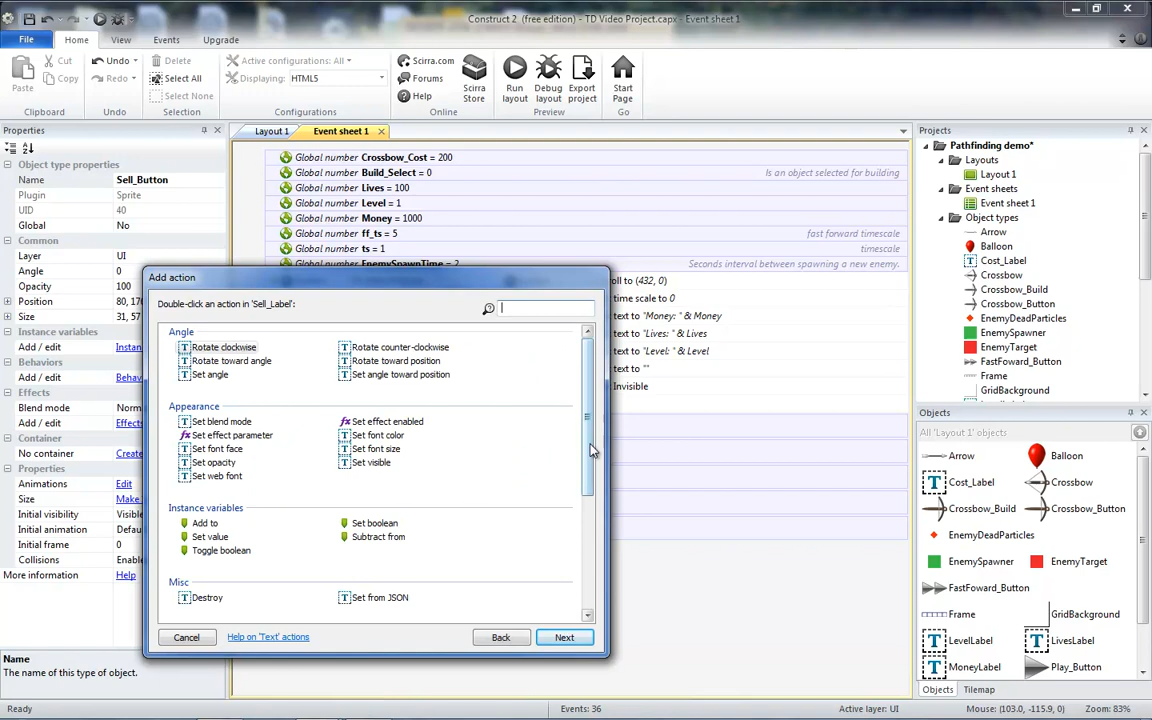 Construct 2 (free edition) - TD Video Project.capx - Event sheet 1
File
Home
View
Events
Upgrade
Paste
Cut
Copy
Clipboard
Undo
Redo
Undo
Delete
Select All
Select None
Selection
Active configurations: All
Displaying: HTML5
Configurations
Scirra.com
Forums
Help
Online
Scirra Store
Run layout
Debug layout
Export project
Preview
Start Page
Go
Properties
Object type properties
Name Sell_Button
Plugin Sprite
UID 40
Global No
Common
Layer UI
Angle 0
Opacity 100
Position 80, 17
Size 31, 57
Instance variables
Add / edit Instan
Behaviors
Add / edit Behav
Effects
Blend mode Norm
Add / edit Effects
Container
No container Create
Properties
Animations Edit
Size Make
Initial visibility Visible
Initial animation Defau
Initial frame 0
Collisions Enable
More information Help
Name
The name of this type of object.
Layout 1
Event sheet 1
Global number Crossbow_Cost = 200
Global number Build_Select = 0 Is an object selected for building
Global number Lives = 100
Global number Level = 1
Global number Money = 1000
Global number ff_ts = 5 fast forward timescale
Global number ts = 1 timescale
Global number EnemySpawnTime = 2 Seconds interval between spawning a new enemy.
oll to (432, 0)
time scale to 0
text to "Money: " & Money
text to "Lives: " & Lives
text to "Level: " & Level
text to ""
Invisible
Add action
Double-click an action in 'Sell_Label':
Angle
Rotate clockwise
Rotate counter-clockwise
Rotate toward angle
Rotate toward position
Set angle
Set angle toward position
Appearance
Set blend mode
Set effect enabled
Set effect parameter
Set font color
Set font face
Set font size
Set opacity
Set visible
Set web font
Instance variables
Add to
Set boolean
Set value
Subtract from
Toggle boolean
Misc
Destroy
Set from JSON
Cancel
Help on 'Text' actions
Back
Next
Projects
Pathfinding demo*
Layouts
Layout 1
Event sheets
Event sheet 1
Object types
Arrow
Balloon
Cost_Label
Crossbow
Crossbow_Build
Crossbow_Button
EnemyDeadParticles
EnemySpawner
EnemyTarget
FastFoward_Button
Frame
GridBackground
Objects
All 'Layout 1' objects
Arrow
Balloon
Cost_Label
Crossbow
Crossbow_Build
Crossbow_Button
EnemyDeadParticles
EnemySpawner
EnemyTarget
FastFoward_Button
Frame
GridBackground
LevelLabel
LivesLabel
MoneyLabel
Play_Button
Objects
Tilemap
Ready
Events: 36
Active layer: UI
Mouse: (103.0, -115.9, 0)
Zoom: 83%